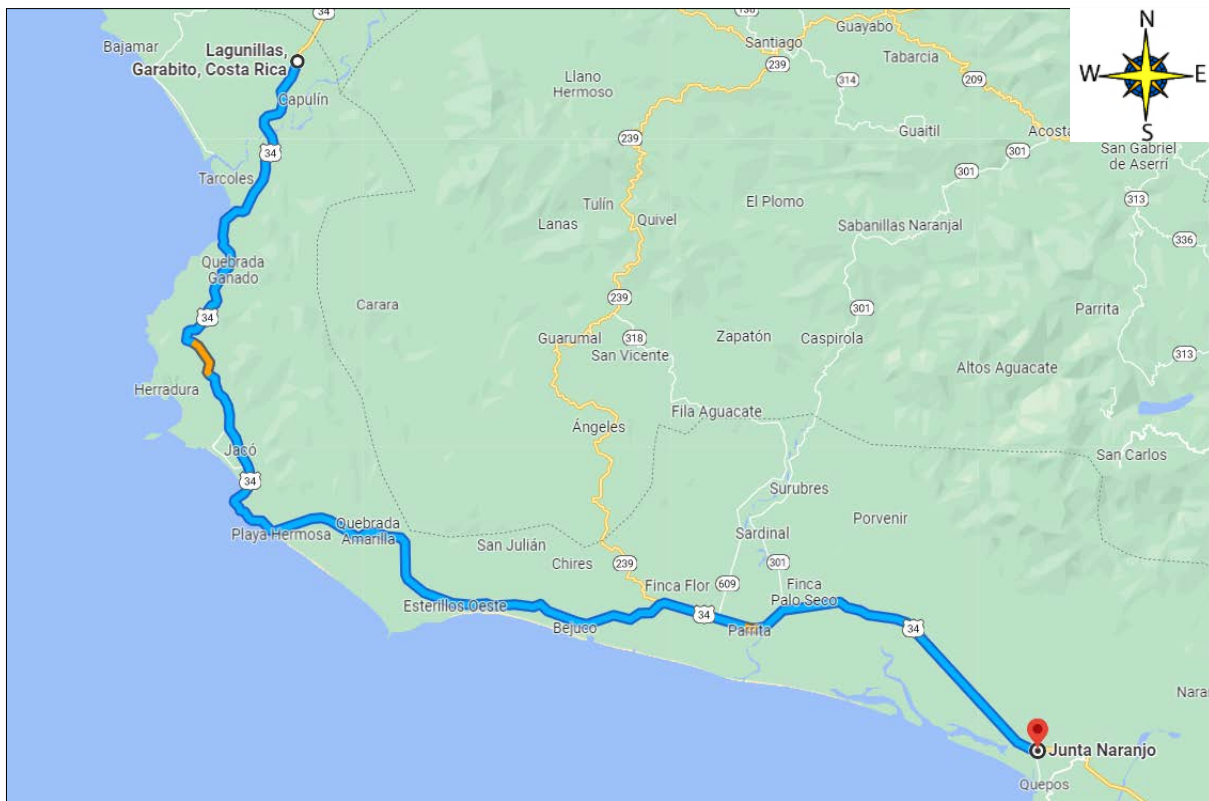 34
136
Guayabo
N
Bajamar
Lagunillas,
Garabito, Costa Rica
Santiago
Tabarcia
239
Llano
Hermoso
314
209
W
E
Capulín
Guaitil
Acosta
S
239
34
301
301
San Gabriel
de Aserrí
Tarcoles
Tulín
El Plomo
313
Lanas
Quivel
Sabanillas
Naranjal
336
Quebrada
Ganado
239
Carara
301
Parrita
34
Guarumal
318
San Vicente
Zapatón
Caspirola
313
Altos Aguacate
Herradura
Fila Aguacate
Ángeles
Jacó
San Carlos
34
Surubres
Playa Hermosa
Quebrada
Amarilla
Porvenir
San Julián
Sardinal
Chires
239
301
Finca Flor
609
Finca
Palo Seco
Esterillos Oeste
34
Bejuco
Parrita
34
Naran
Junta Naranjo
Quepos